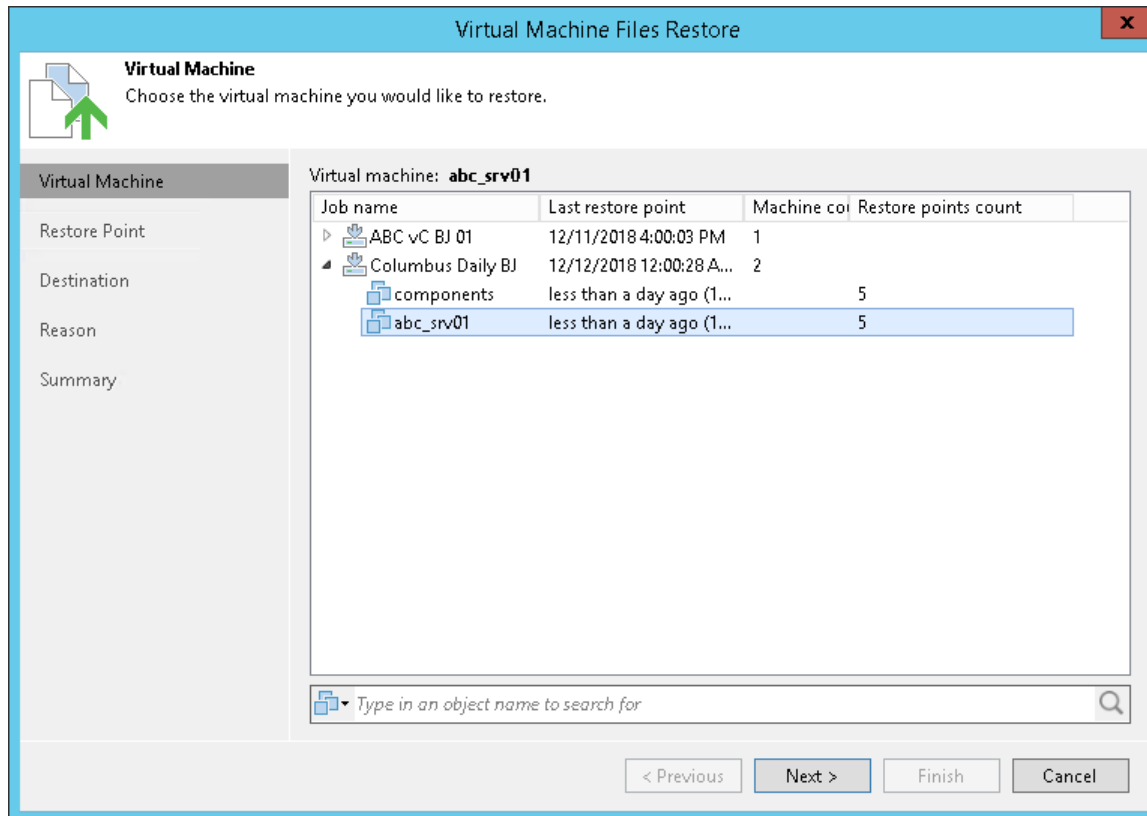 Virtual Machine Files Restore
x
Virtual Machine
Choose the virtual machine you would like to restore.
Virtual Machine
Restore Point
Destination
Reason
Summary
Virtual machine: abc_srv01
Job name Last restore point Machine cou Restore points count
ABC vC BJ 01 12/11/2018 4:00:03 PM 1
Columbus Daily BJ 12/12/2018 12:00:28 A... 2
components less than a day ago (1... 5
abc_srv01 less than a day ago (1... 5
Type in an object name to search for
< Previous Next > Finish Cancel